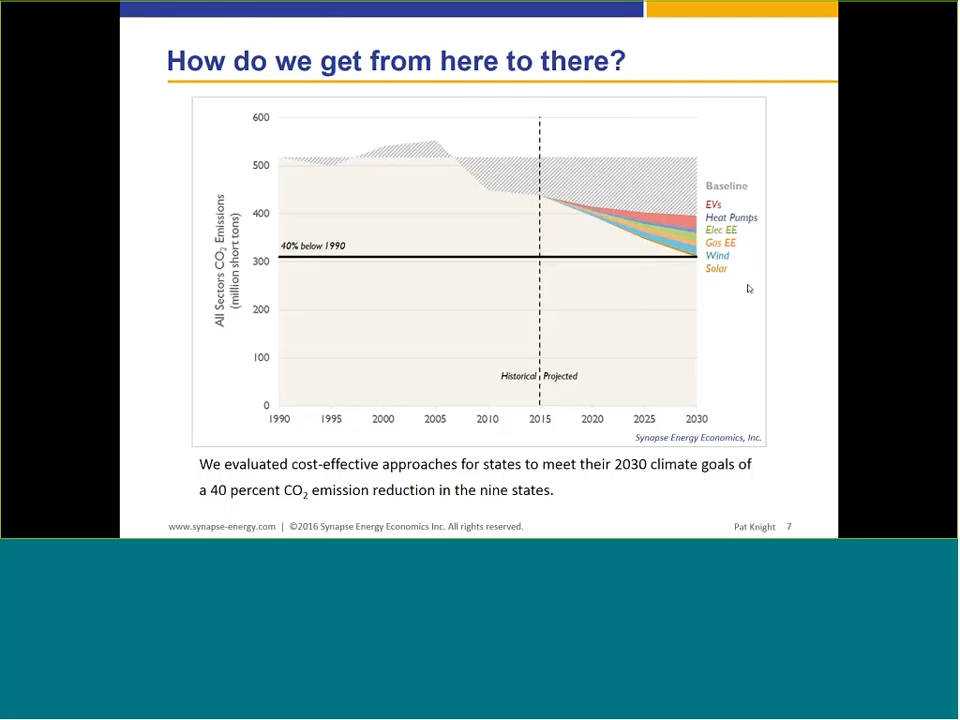 How do we get from here to there?
600
500
400
300
200
100
0
All Sectors CO2 Emissions
(million short tons)
40% below 1990
Historical
Projected
1990 1995 2000 2005 2010 2015 2020 2025 2030
Baseline
EVs
Heat Pumps
Elec EE
Gas EE
Wind
Solar
Synapse Energy Economics, Inc.
We evaluated cost-effective approaches for states to meet their 2030 climate goals of
a 40 percent CO2 emission reduction in the nine states.
www.synapse-energy.com | ©2016 Synapse Energy Economics Inc. All rights reserved.
Pat Knight 7